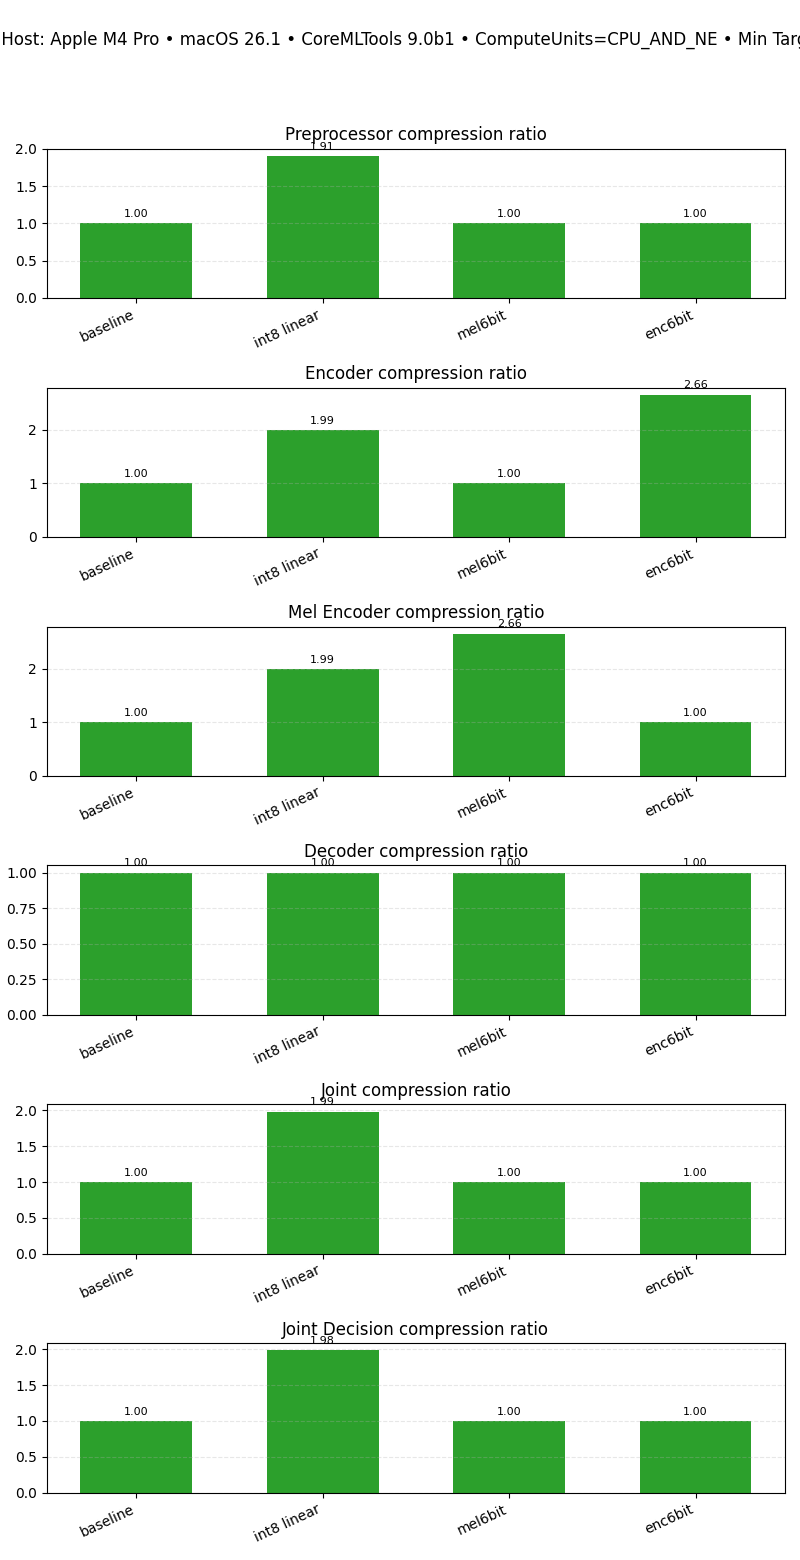 Host: Apple M4 Pro • macOS 26.1 • CoreMLTools 9.0b1 • ComputeUnits=CPU_AND_NE • Min Targ
Preprocessor compression ratio
2.0
1.5
1.0
0.5
0.0
1.00
1.91
1.00
1.00
baseline
int8 linear
mel6bit
enc6bit
Encoder compression ratio
2
1
0
1.00
1.99
1.00
2.66
baseline
int8 linear
mel6bit
enc6bit
Mel Encoder compression ratio
2
1
0
1.00
1.99
2.66
1.00
baseline
int8 linear
mel6bit
enc6bit
Decoder compression ratio
1.00
0.75
0.50
0.25
0.00
1.00
1.00
1.00
1.00
baseline
int8 linear
mel6bit
enc6bit
Joint compression ratio
2.0
1.5
1.0
0.5
0.0
1.00
1.99
1.00
1.00
baseline
int8 linear
mel6bit
enc6bit
Joint Decision compression ratio
2.0
1.5
1.0
0.5
0.0
1.00
1.98
1.00
1.00
baseline
int8 linear
mel6bit
enc6bit